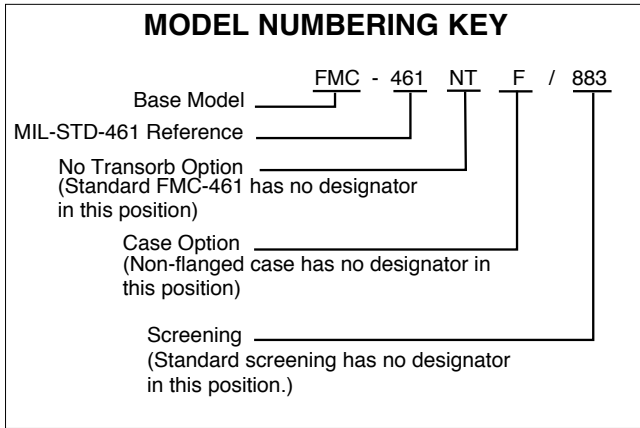 MODEL NUMBERING KEY
FMC - 461 NT F / 883
Base Model
MIL-STD-461 Reference
No Transorb Option
(Standard FMC-461 has no designator
in this position)
Case Option
(Non-flanged case has no designator in
this position)
Screening
(Standard screening has no designator
in this position.)